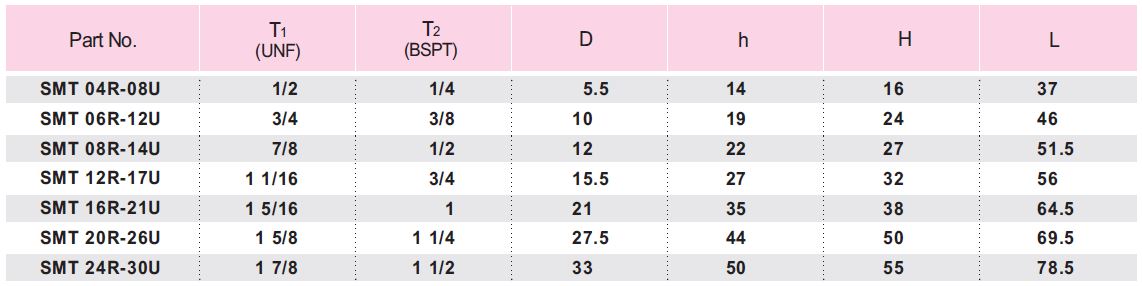 Part No. T1 (UNF) T2 (BSPT) D h H L
SMT 04R-08U 1/2 1/4 5.5 14 16 37
SMT 06R-12U 3/4 3/8 10 19 24 46
SMT 08R-14U 7/8 1/2 12 22 27 51.5
SMT 12R-17U 1 1/16 3/4 15.5 27 32 56
SMT 16R-21U 1 5/16 1 21 35 38 64.5
SMT 20R-26U 1 5/8 1 1/4 27.5 44 50 69.5
SMT 24R-30U 1 7/8 1 1/2 33 50 55 78.5